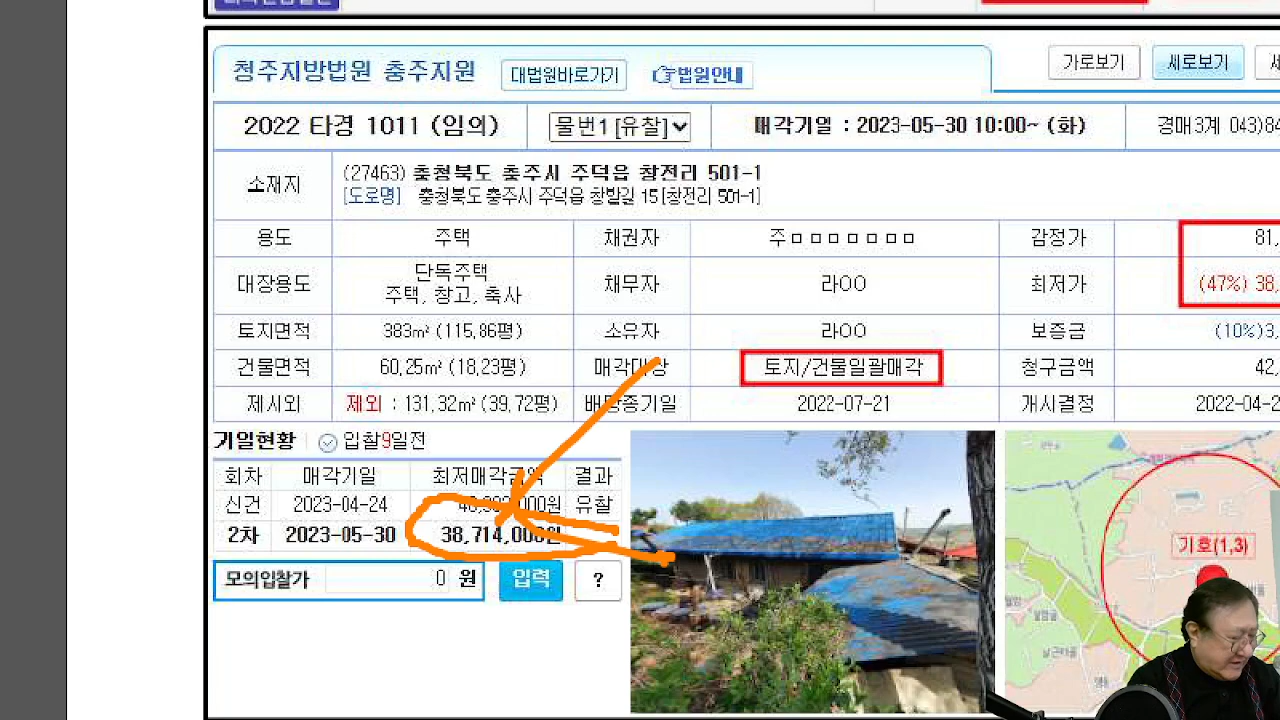 청주지방법원 충주지원 대법원바로가기 법원안내 가로보기 세로보기
2022 타경 1011 (임의) 물번1 [유찰] 매각기일 : 2023-05-30 10:00~ (화) 경매3계 043)84
소재지 (27463) 충청북도 충주시 주덕읍 창전리 501-1
[도로명] 충청북도 충주시 주덕읍 창발길 15 [창전리 501-1]
용도 주택 채권자 주□□□□□□□ 감정가 81,
대장용도 단독주택 채무자 라OO 최저가 (47%) 38,
주택, 창고, 축사
토지면적 383㎡ (115,86평) 소유자 라OO 보증금 (10%)3,
건물면적 60,25㎡ (18,23평) 매각대상 토지/건물일괄매각 청구금액 42,
제시외 제외 : 131,32㎡ (39,72평) 배당종기일 2022-07-21 개시결정 2022-04-2
기일현황 입찰9일전
회차 매각기일 최저매각금액 결과
신건 2023-04-24 유찰
2차 2023-05-30 38,714,000원
모의입찰가 0 원 입력 ?
기호(1,3)